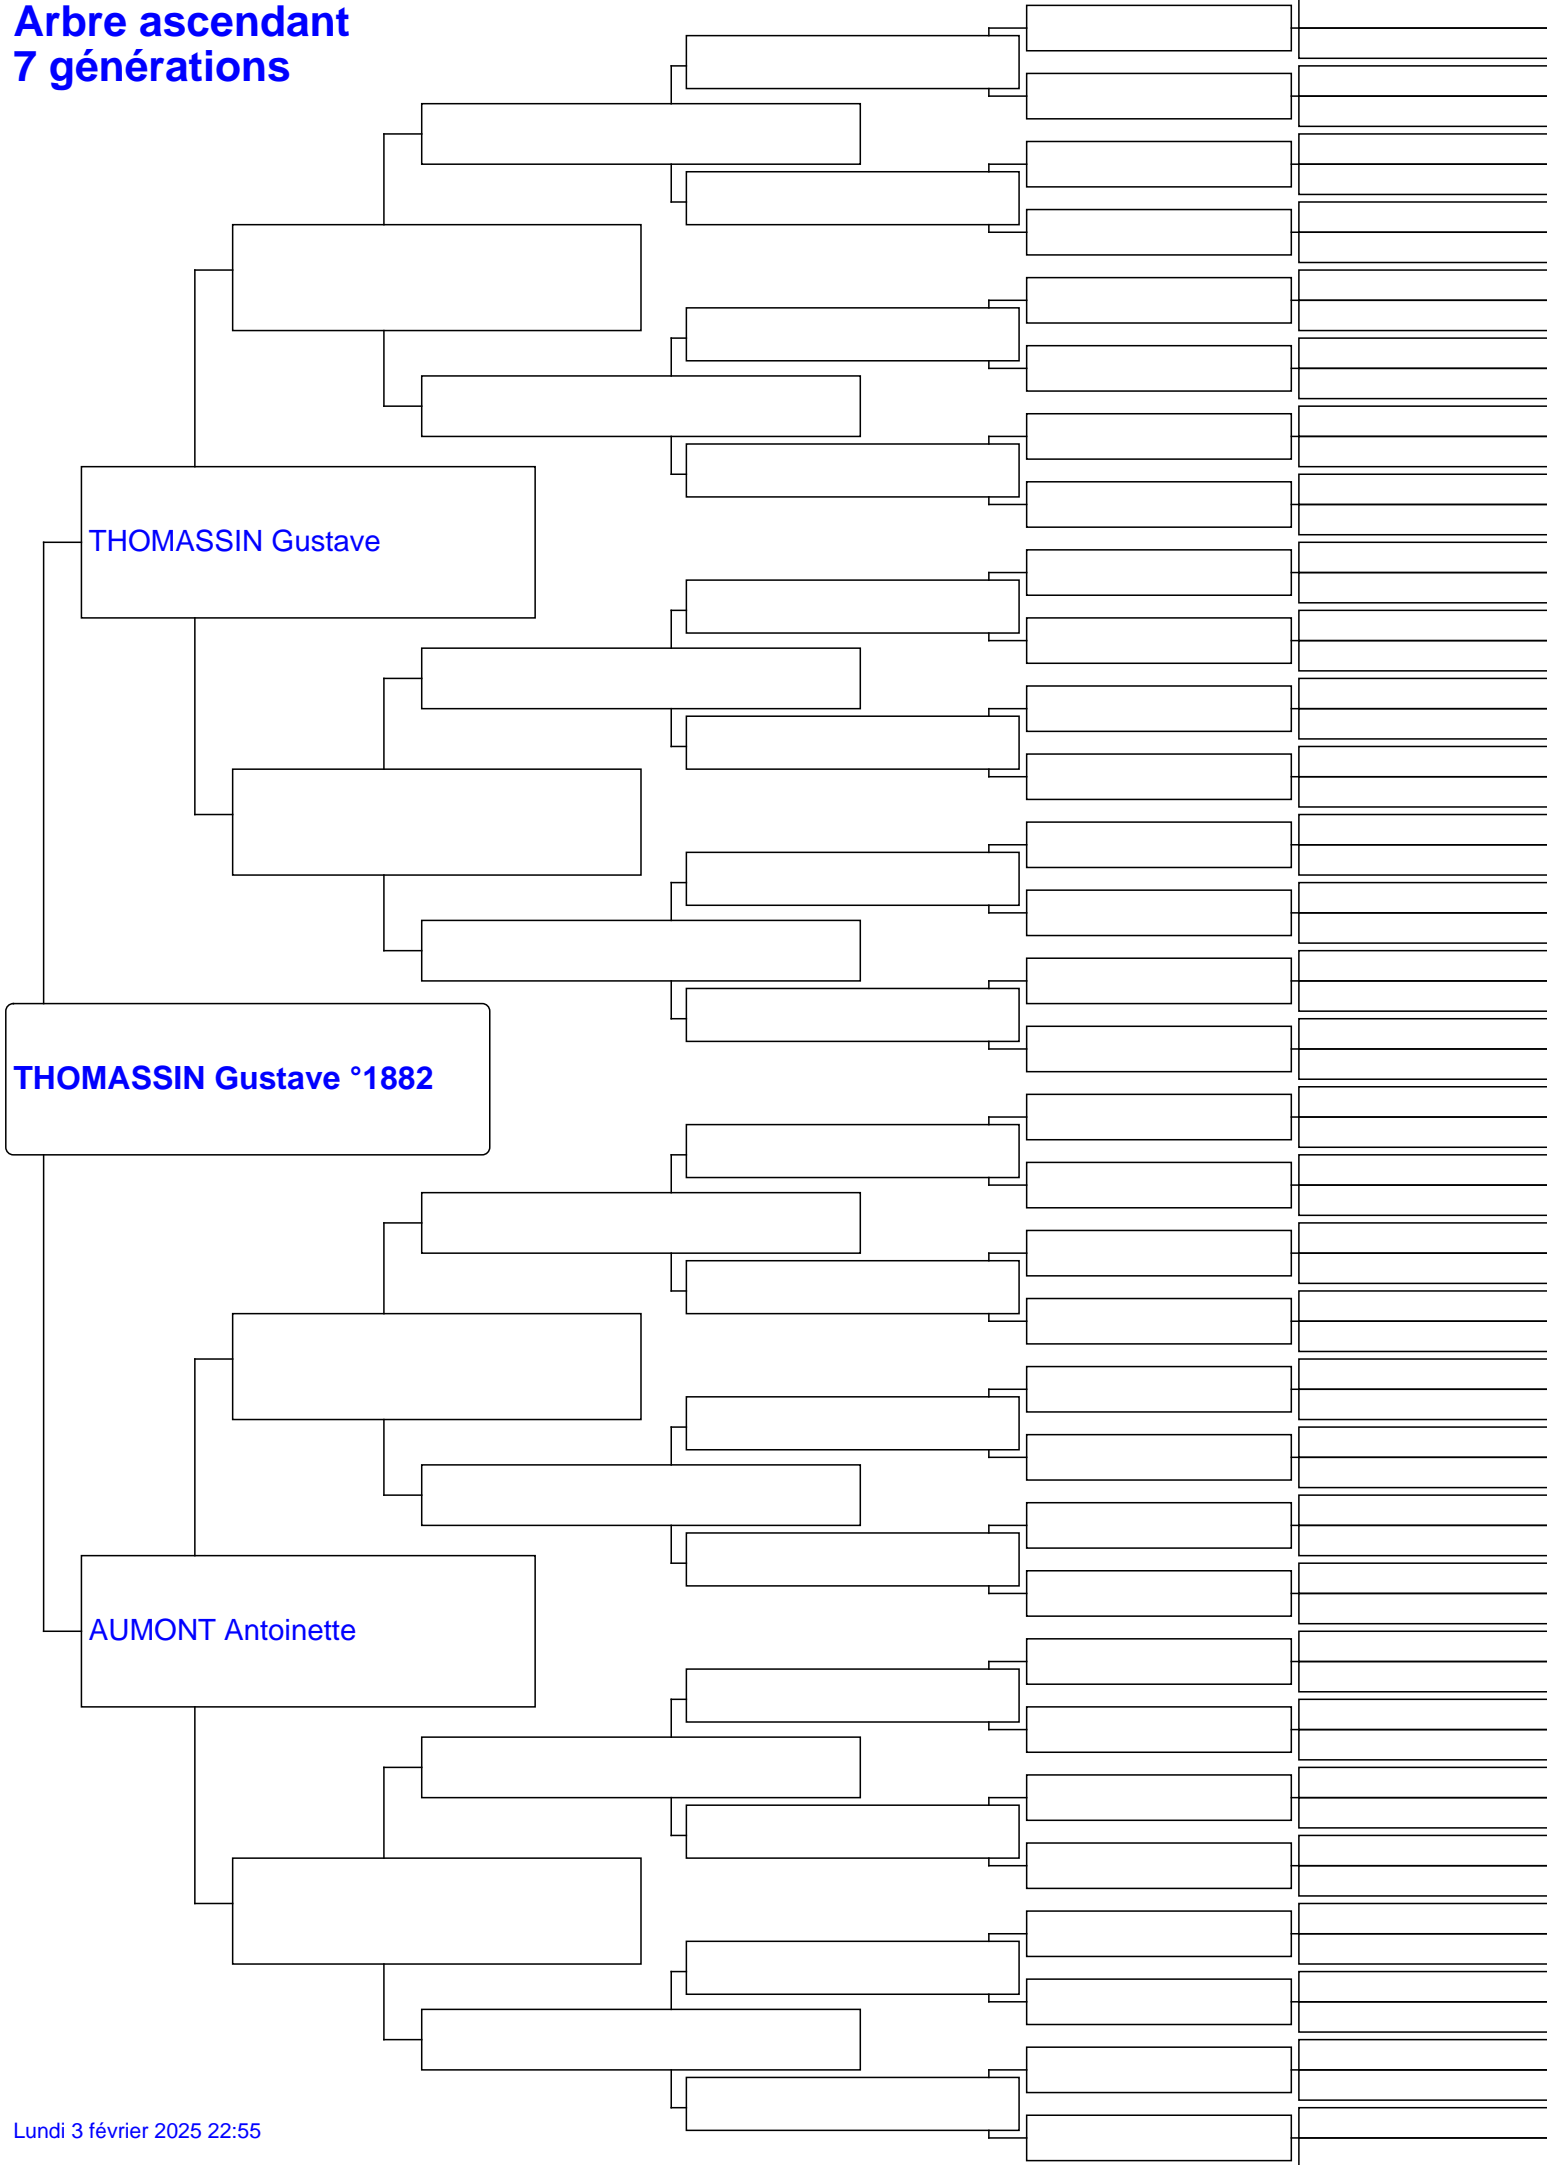 Arbre ascendant
7 générations
THOMASSIN Gustave
THOMASSIN Gustave °1882
AUMONT Antoinette
Lundi 3 février 2025 22:55